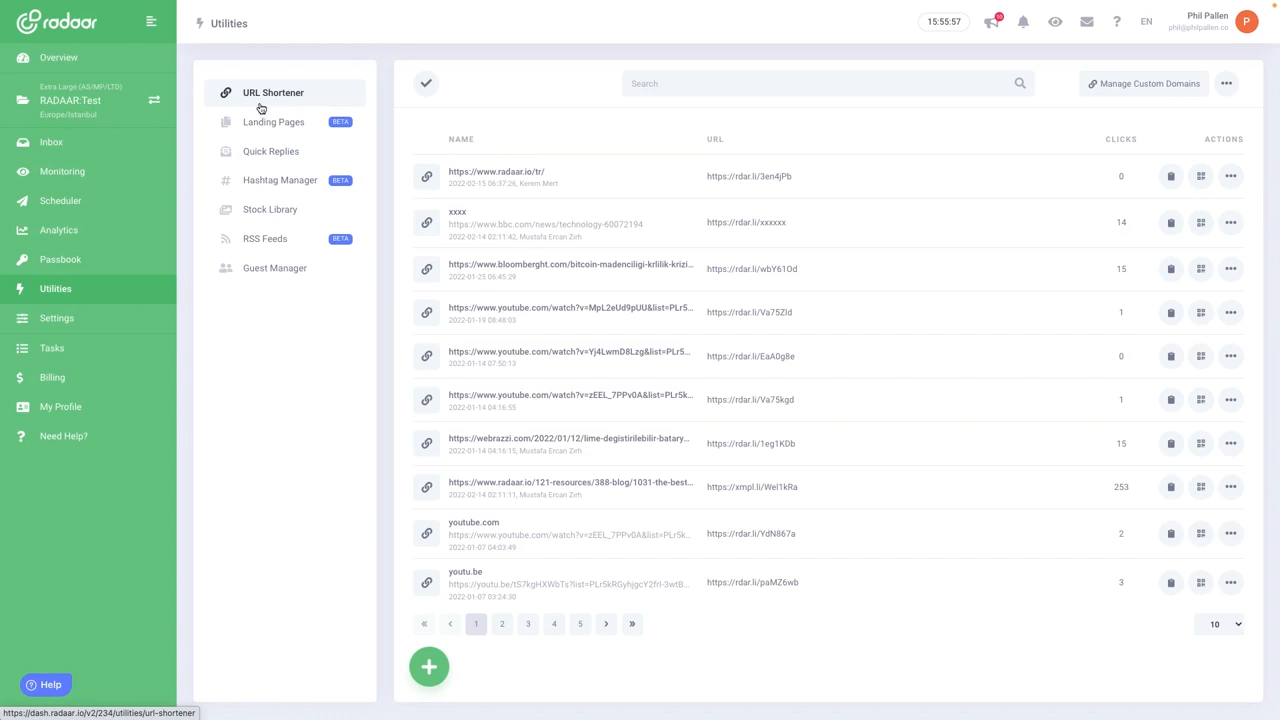 radaar
Utilities
15:55:57
EN
Phil Pallen
phil@philpallen.co
P
Overview
Extra Large (AS/MP/LTD)
RADAAR:Test
Europe/Istanbul
Inbox
Monitoring
Scheduler
Analytics
Passbook
Utilities
Settings
Tasks
Billing
My Profile
Need Help?
Help
URL Shortener
Landing Pages BETA
Quick Replies
Hashtag Manager BETA
Stock Library
RSS Feeds BETA
Guest Manager
Search
Manage Custom Domains
NAME URL CLICKS ACTIONS
https://www.radaar.io/tr/
2022-02-15 06:37:26, Kerem Mert
https://rdar.li/3en4jPb 0
xxxx
https://www.bbc.com/news/technology-60072194
2022-02-14 02:11:42, Mustafa Ercan Zırh
https://rdar.li/xxxxxx 14
https://www.bloomberght.com/bitcoin-madenciligi-krlilik-krizi...
2022-01-25 06:45:29
https://rdar.li/wbY61Od 15
https://www.youtube.com/watch?v=MpL2eUd9pUU&list=PLr5...
2022-01-19 08:48:03
https://rdar.li/Va75ZId 1
https://www.youtube.com/watch?v=Yj4LwmD8Lzg&list=PLr5...
2022-01-14 07:50:13
https://rdar.li/EaA0g8e 0
https://www.youtube.com/watch?v=zEEL_7PPv0A&list=PLr5k...
2022-01-14 04:16:55
https://rdar.li/Va75kgd 1
https://webrazzi.com/2022/01/12/lime-degistirilebilir-batary...
2022-01-14 04:16:15, Mustafa Ercan Zırh
https://rdar.li/1eg1KDb 15
https://www.radaar.io/121-resources/388-blog/1031-the-best...
2022-02-14 02:11:11, Mustafa Ercan Zırh
https://xmpl.li/WeI1kRa 253
youtube.com
https://www.youtube.com/watch?v=zEEL_7PPv0A&list=PLr5k...
2022-01-07 04:03:49
https://rdar.li/YdN867a 2
youtu.be
https://youtu.be/tS7kgHXWbTs?list=PLr5kRGyhjgcY2frI-3wtB...
2022-01-07 03:24:30
https://rdar.li/paMZ6wb 3
« ‹ 1 2 3 4 5 › »
10
https://dash.radaar.io/v2/234/utilities/url-shortener